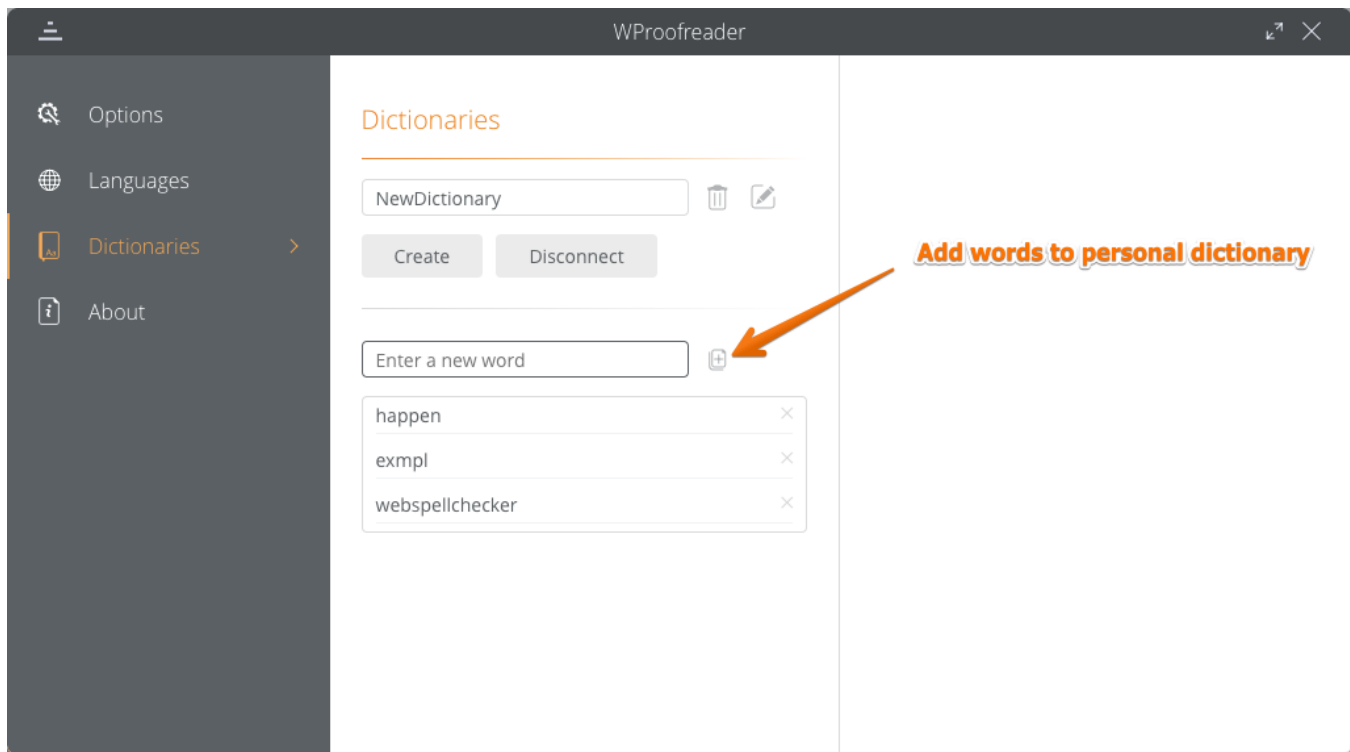 WProofreader
Options
Languages
Dictionaries
About
Dictionaries
NewDictionary
Create
Disconnect
Enter a new word
happen
exmpl
webspellchecker
Add words to personal dictionary